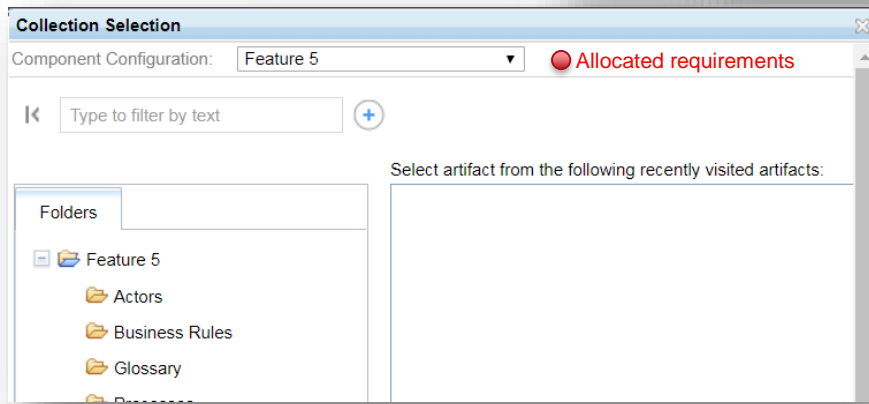 Collection Selection
Component Configuration: Feature 5 Allocated requirements
Type to filter by text
Select artifact from the following recently visited artifacts:
Folders
Feature 5
Actors
Business Rules
Glossary
Processes